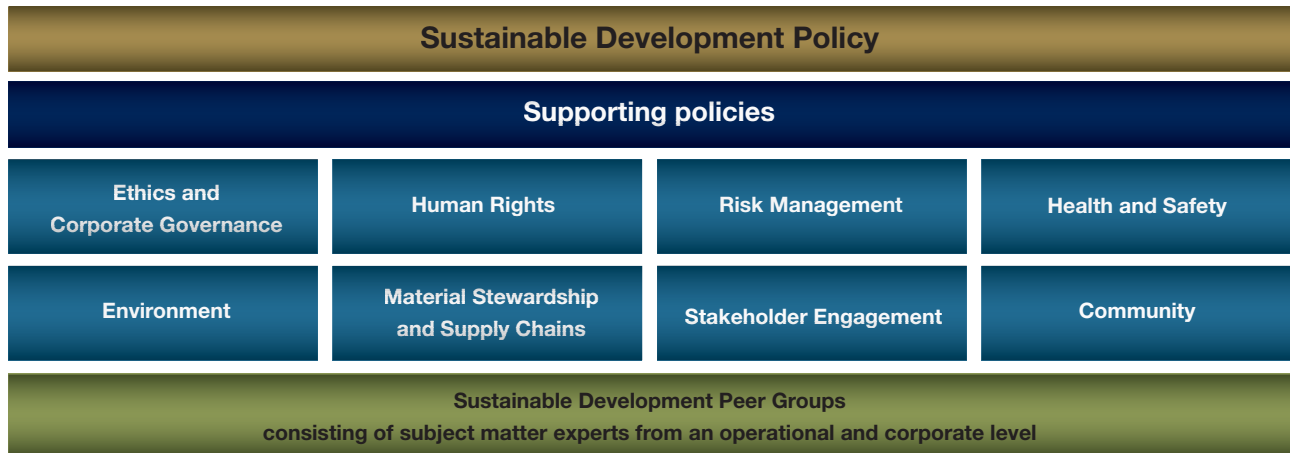 Sustainable Development Policy
Supporting policies
Ethics and
Corporate Governance
Human Rights
Risk Management
Health and Safety
Environment
Material Stewardship
and Supply Chains
Stakeholder Engagement
Community
Sustainable Development Peer Groups
consisting of subject matter experts from an operational and corporate level